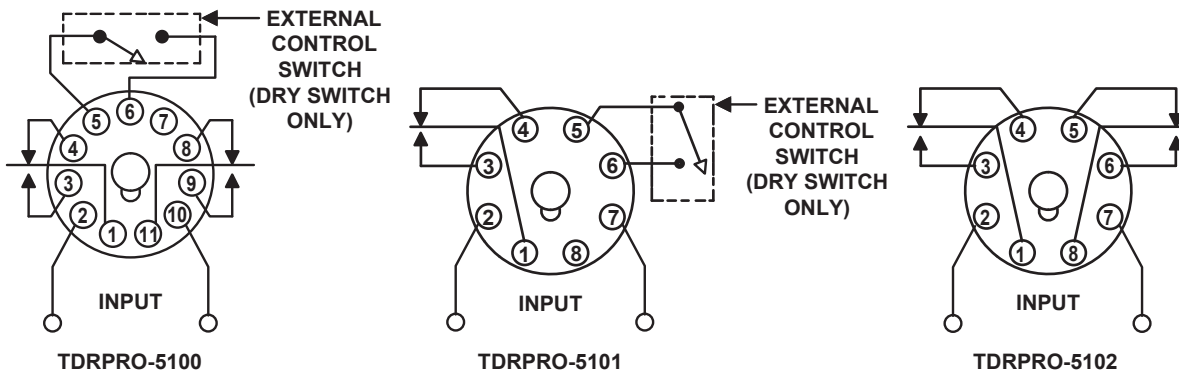 EXTERNAL
CONTROL
SWITCH
(DRY SWITCH
ONLY)
5
6
7
4
8
3
9
2
10
1
11
INPUT
TDRPRO-5100
4
5
3
6
2
7
1
8
INPUT
EXTERNAL
CONTROL
SWITCH
(DRY SWITCH
ONLY)
TDRPRO-5101
4
5
3
6
2
7
1
8
INPUT
TDRPRO-5102